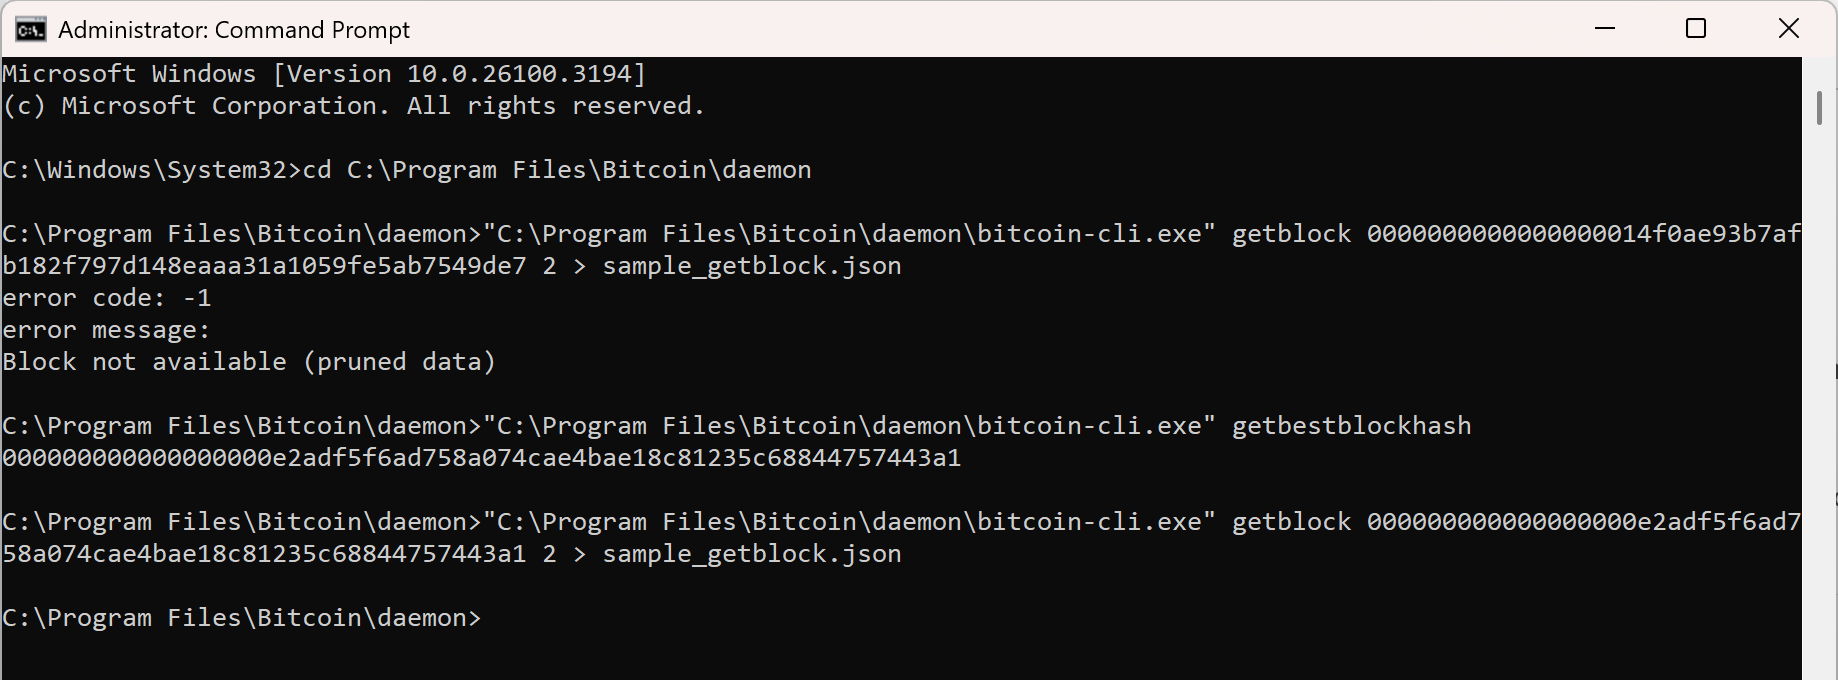 Administrator: Command Prompt
Microsoft Windows [Version 10.0.26100.3194]
(c) Microsoft Corporation. All rights reserved.
C:\Windows\System32>cd C:\Program Files\Bitcoin\daemon
C:\Program Files\Bitcoin\daemon>"C:\Program Files\Bitcoin\daemon\bitcoin-cli.exe" getblock 0000000000000000014f0ae93b7af
b182f797d148eaaa31a1059fe5ab7549de7 2 > sample_getblock.json
error code: -1
error message:
Block not available (pruned data)
C:\Program Files\Bitcoin\daemon>"C:\Program Files\Bitcoin\daemon\bitcoin-cli.exe" getbestblockhash
000000000000000000e2adf5f6ad758a074cae4bae18c81235c68844757443a1
C:\Program Files\Bitcoin\daemon>"C:\Program Files\Bitcoin\daemon\bitcoin-cli.exe" getblock 000000000000000000e2adf5f6ad7
58a074cae4bae18c81235c68844757443a1 2 > sample_getblock.json
C:\Program Files\Bitcoin\daemon>